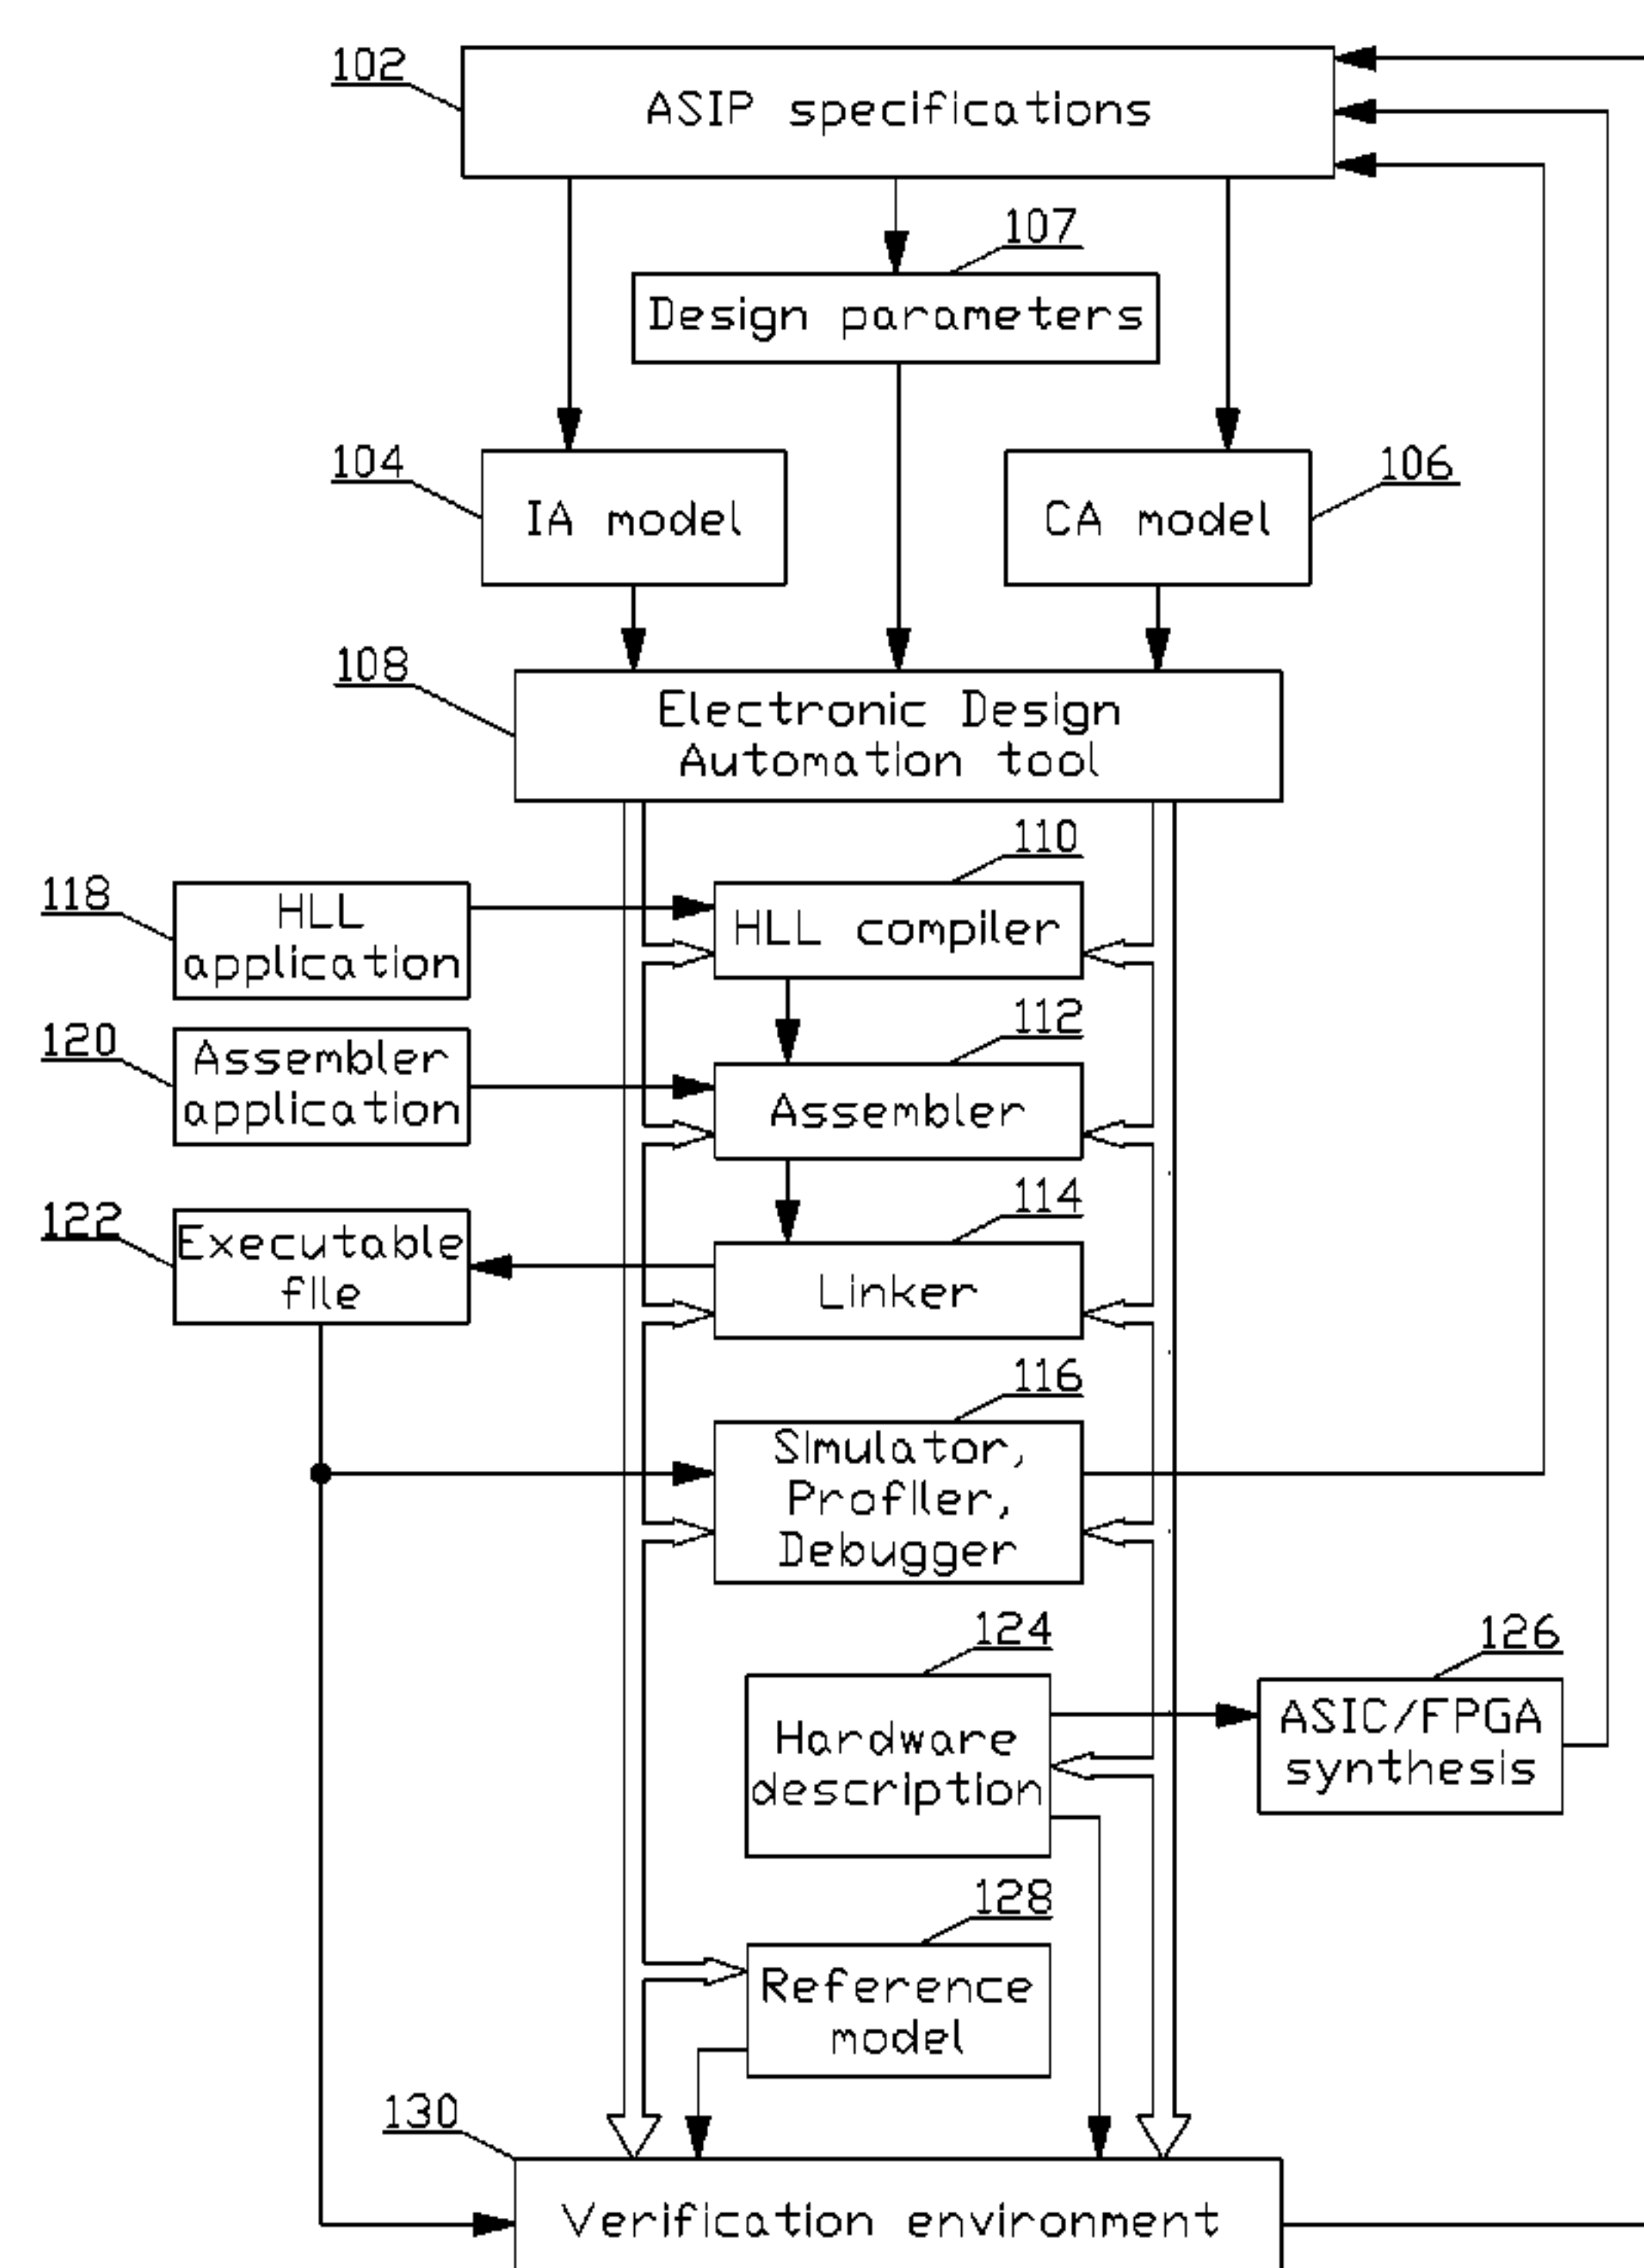 102
ASIP specifications
107
Design parameters
104
IA model
106
CA model
108
Electronic Design
Automation tool
110
118
HLL
application
HLL compiler
112
120
Assembler
application
Assembler
114
122
Executable
file
Linker
116
Simulator,
Profiler,
Debugger
124
126
Hardware
description
ASIC/FPGA
synthesis
128
Reference
model
130
Verification environment